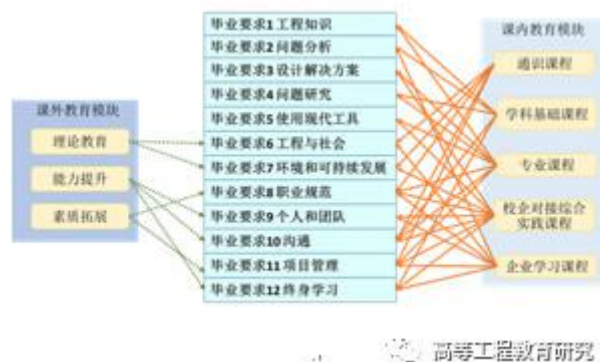 课外教育模块
理论教育
能力提升
素质拓展
毕业要求1工程知识
毕业要求2问题分析
毕业要求3设计解决方案
毕业要求4问题研究
毕业要求5使用现代工具
毕业要求6工程与社会
毕业要求7环境和可持续发展
毕业要求8职业规范
毕业要求9个人和团队
毕业要求10沟通
毕业要求11项目管理
毕业要求12终身学习
课内教育模块
通识课程
学科基础课程
专业课程
校企对接综合
实践课程
企业学习课程
高等工程教育研究